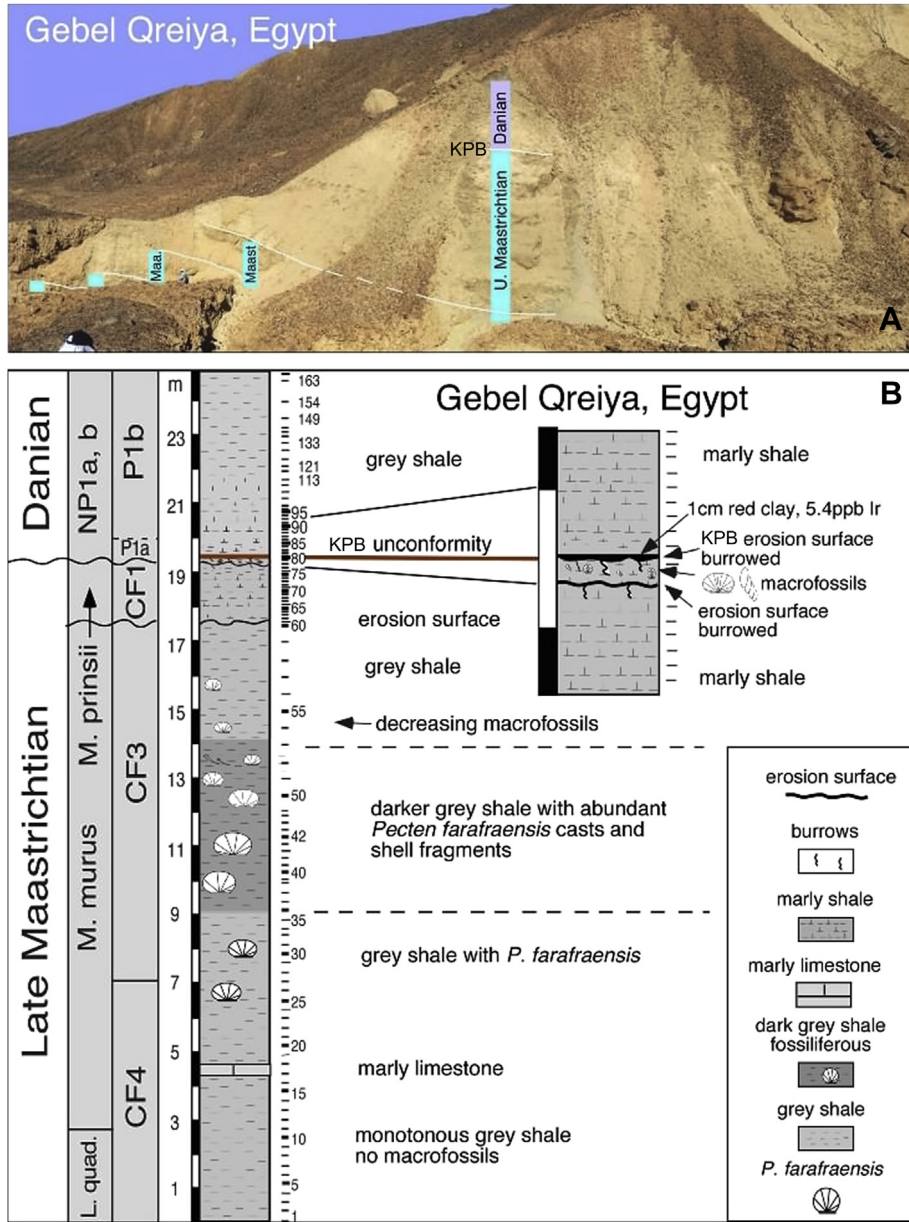 Gebel Qreiya, Egypt
KPB
Danian
U. Maastrichtian
Maast
Maa.
A
B
Gebel Qreiya, Egypt
Danian
Late Maastrichtian
NP1a, b
M. prinsii
M. murus
L. quad.
P1b
P1a
CF1
CF3
CF4
m
23
21
19
17
15
13
11
9
7
5
3
1
163
154
149
133
121
113
95
90
85
80
75
70
65
60
55
50
42
40
35
30
25
20
15
10
5
1
grey shale
KPB unconformity
erosion surface
grey shale
decreasing macrofossils
darker grey shale with abundant
Pecten farafraensis casts and
shell fragments
grey shale with P. farafraensis
marly limestone
monotonous grey shale
no macrofossils
marly shale
1cm red clay, 5.4ppb Ir
KPB erosion surface
burrowed
macrofossils
erosion surface
burrowed
marly shale
erosion surface
burrows
marly shale
marly limestone
dark grey shale
fossiliferous
grey shale
P. farafraensis